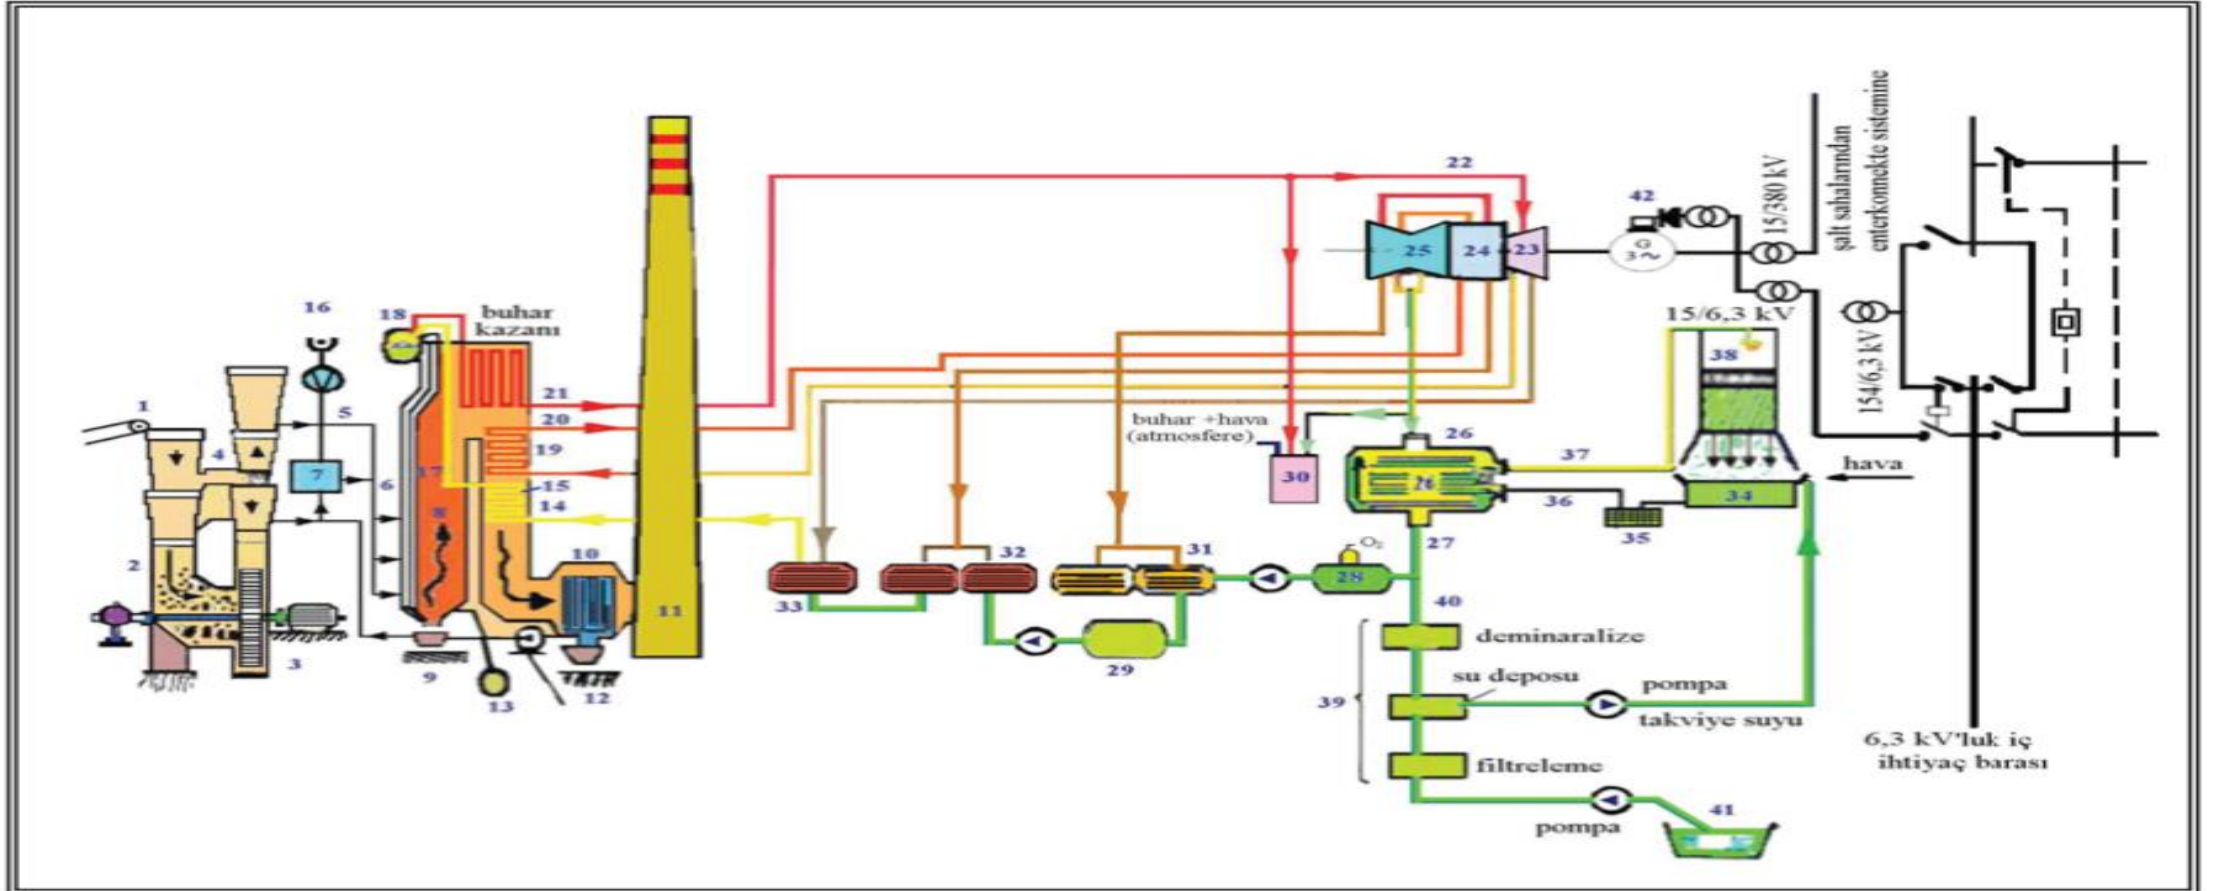 22
42
15/380 kV
şalt sahalarından
enterkonnekte sistemine
25
24
23
G
3~
16
18
buhar
kazanı
15/6,3 kV
154/6,3 kV
38
1
5
21
20
buhar +hava
(atmosfere)
26
37
hava
4
7
17
19
6
15
14
30
26
36
34
35
8
2
10
32
31
O₂
28
27
3
33
11
29
40
deminaralize
9
13
12
39
su deposu
pompa
takviye suyu
filtreleme
6,3 kV'luk iç
ihtiyaç barası
pompa
41